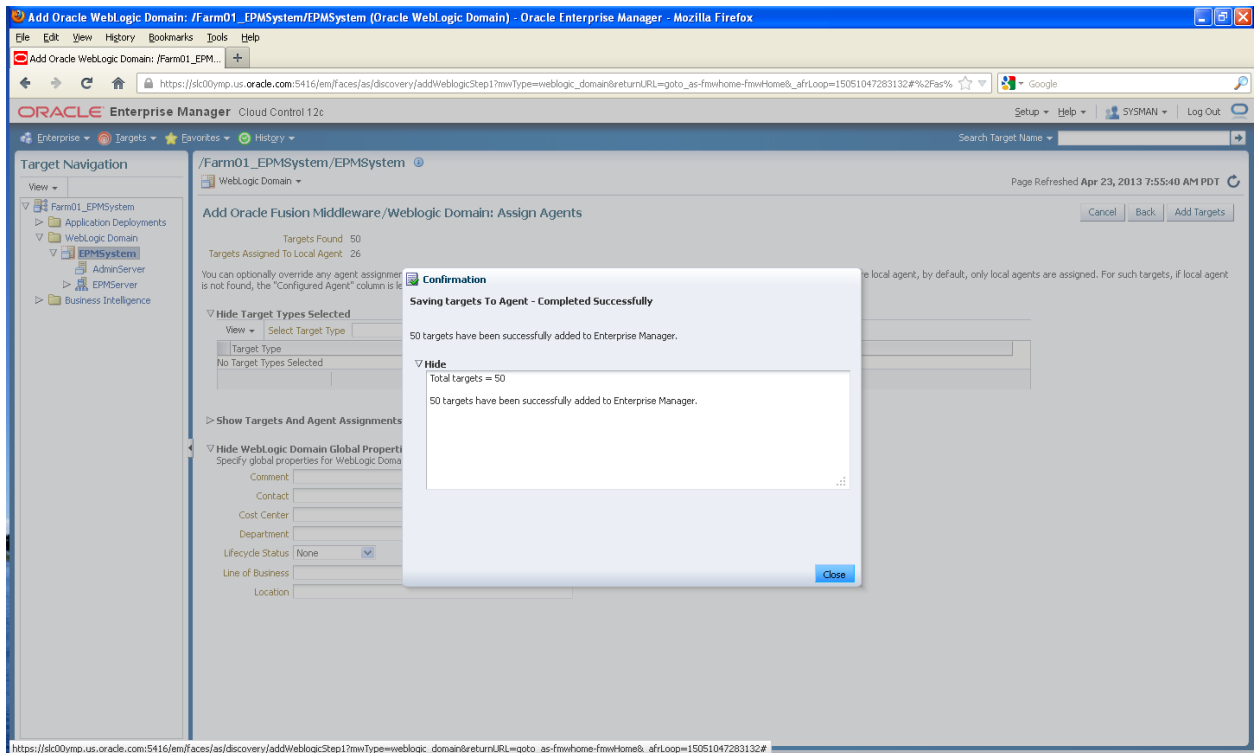 Add Oracle WebLogic Domain: /Farm01_EPMSystem/EPMSystem (Oracle WebLogic Domain) - Oracle Enterprise Manager - Mozilla Firefox
File Edit View History Bookmarks Tools Help
Add Oracle WebLogic Domain: /Farm01_EPM... +
https://slc00ymp.us.oracle.com:5416/em/faces/as/discovery/addWeblogicStep1?mwType=weblogic_domain&returnURL=goto_as-fmwhome-fmwHome&_afrLoop=15051047283132#%2Fas% Google
ORACLE Enterprise Manager Cloud Control 12c Setup Help SYSMAN Log Out
Enterprise Targets Favorites History Search Target Name
Target Navigation
View
Farm01_EPMSystem
Application Deployments
WebLogic Domain
EPMSystem
AdminServer
EPMServer
Business Intelligence
/Farm01_EPMSystem/EPMSystem
WebLogic Domain Page Refreshed Apr 23, 2013 7:55:40 AM PDT
Add Oracle Fusion Middleware/Weblogic Domain: Assign Agents Cancel Back Add Targets
Targets Found 50
Targets Assigned To Local Agent 26
You can optionally override any agent assignmen e local agent, by default, only local agents are assigned. For such targets, if local agent
is not found, the "Configured Agent" column is le
Hide Target Types Selected
View Select Target Type
Target Type
No Target Types Selected
Show Targets And Agent Assignments
Hide WebLogic Domain Global Properti
Specify global properties for WebLogic Doma
Comment
Contact
Cost Center
Department
Lifecycle Status None
Line of Business
Location
Confirmation
Saving targets To Agent - Completed Successfully
50 targets have been successfully added to Enterprise Manager.
Hide
Total targets = 50
50 targets have been successfully added to Enterprise Manager.
Close
https://slc00ymp.us.oracle.com:5416/em/faces/as/discovery/addWeblogicStep1?mwType=weblogic_domain&returnURL=goto_as-fmwhome-fmwHome&_afrLoop=15051047283132#